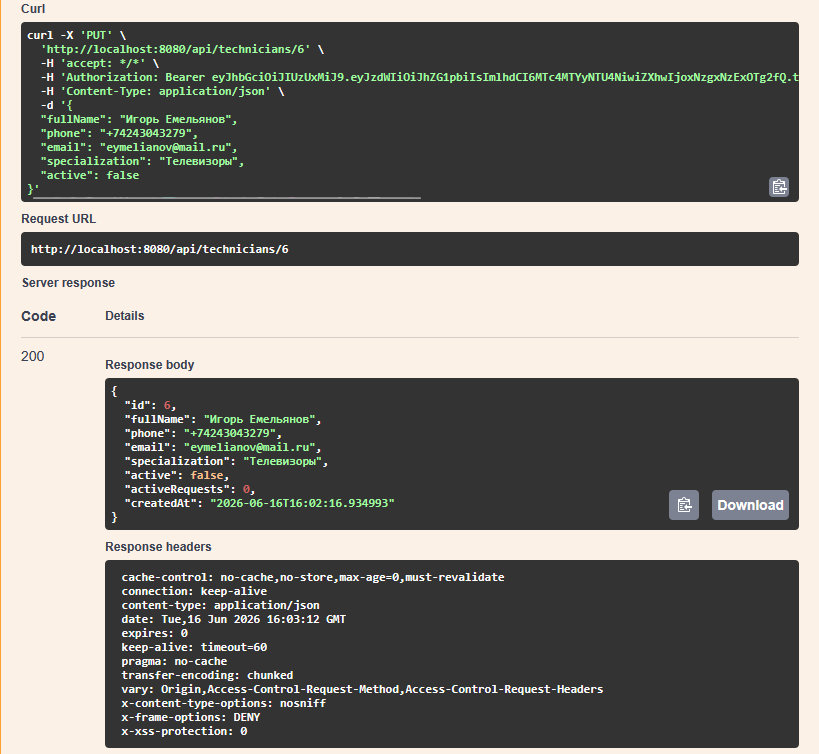 Curl
curl -X 'PUT' \
'http://localhost:8080/api/technicians/6' \
-H 'accept: */*' \
-H 'Authorization: Bearer eyJhbGciOiJIUzUxMiJ9.eyJzdWIiOiJhZG1pbiIsImlhdCI6MTc4MTYyNTU4NiwiZXhwIjoxNzgxNzExOTg2fQ.t
-H 'Content-Type: application/json' \
-d '{
"fullName": "Игорь Емельянов",
"phone": "+74243043279",
"email": "eymelianov@mail.ru",
"specialization": "Телевизоры",
"active": false
}'
Request URL
http://localhost:8080/api/technicians/6
Server response
Code Details
200
Response body
{
"id": 6,
"fullName": "Игорь Емельянов",
"phone": "+74243043279",
"email": "eymelianov@mail.ru",
"specialization": "Телевизоры",
"active": false,
"activeRequests": 0,
"createdAt": "2026-06-16T16:02:16.934993"
}
Download
Response headers
cache-control: no-cache,no-store,max-age=0,must-revalidate
connection: keep-alive
content-type: application/json
date: Tue,16 Jun 2026 16:03:12 GMT
expires: 0
keep-alive: timeout=60
pragma: no-cache
transfer-encoding: chunked
vary: Origin,Access-Control-Request-Method,Access-Control-Request-Headers
x-content-type-options: nosniff
x-frame-options: DENY
x-xss-protection: 0